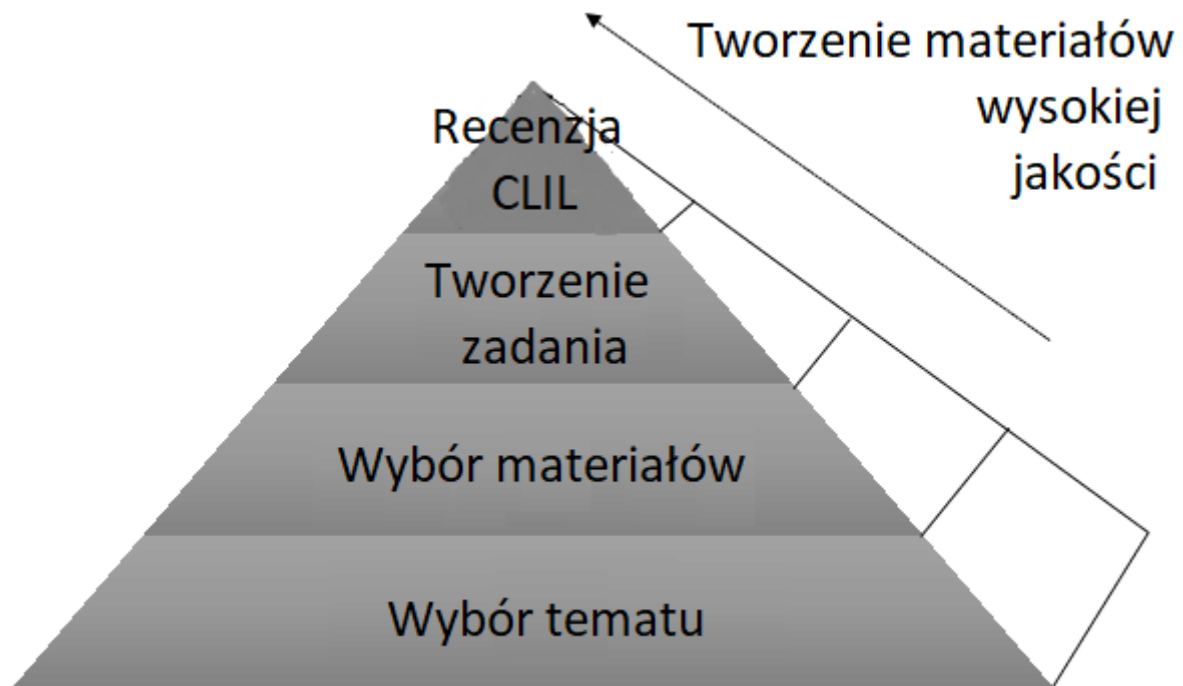 Tworzenie materiałów
wysokiej
jakości
Recenzja
CLIL
Tworzenie
zadania
Wybór materiałów
Wybór tematu